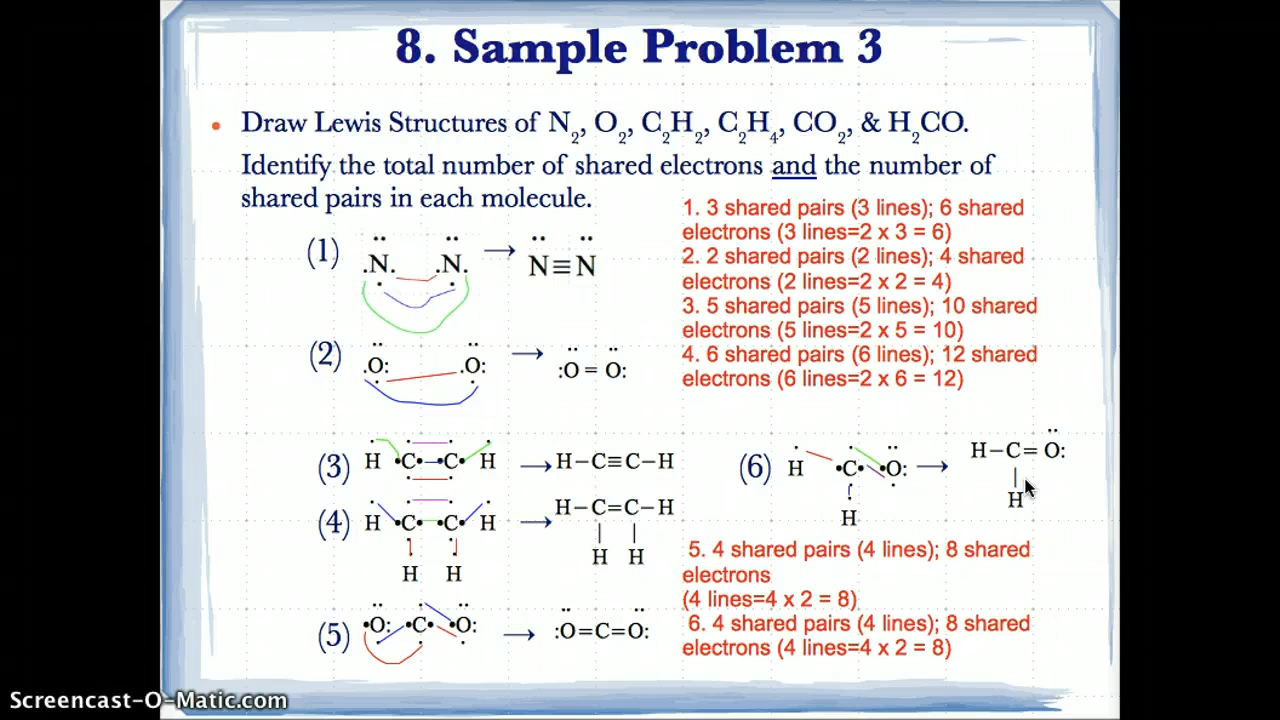 8. Sample Problem 3
• Draw Lewis Structures of N₂, O₂, C₂H₂, C₂H₄, CO₂, & H₂CO.
Identify the total number of shared electrons and the number of
shared pairs in each molecule.
1. 3 shared pairs (3 lines); 6 shared
electrons (3 lines=2 x 3 = 6)
2. 2 shared pairs (2 lines); 4 shared
electrons (2 lines=2 x 2 = 4)
3. 5 shared pairs (5 lines); 10 shared
electrons (5 lines=2 x 5 = 10)
4. 6 shared pairs (6 lines); 12 shared
electrons (6 lines=2 x 6 = 12)
(1) .N. .N. → N≡N
(2) .O: .O: → :O = O:
(3) H •C• •C• H → H–C≡C–H
(4) H •C• •C• H → H–C=C–H
H H H H
(5) •O: •C• •O: → :O=C=O:
(6) H •C• •O: → H–C= O:
H H
5. 4 shared pairs (4 lines); 8 shared
electrons
(4 lines=4 x 2 = 8)
6. 4 shared pairs (4 lines); 8 shared
electrons (4 lines=4 x 2 = 8)
Screencast-O-Matic.com